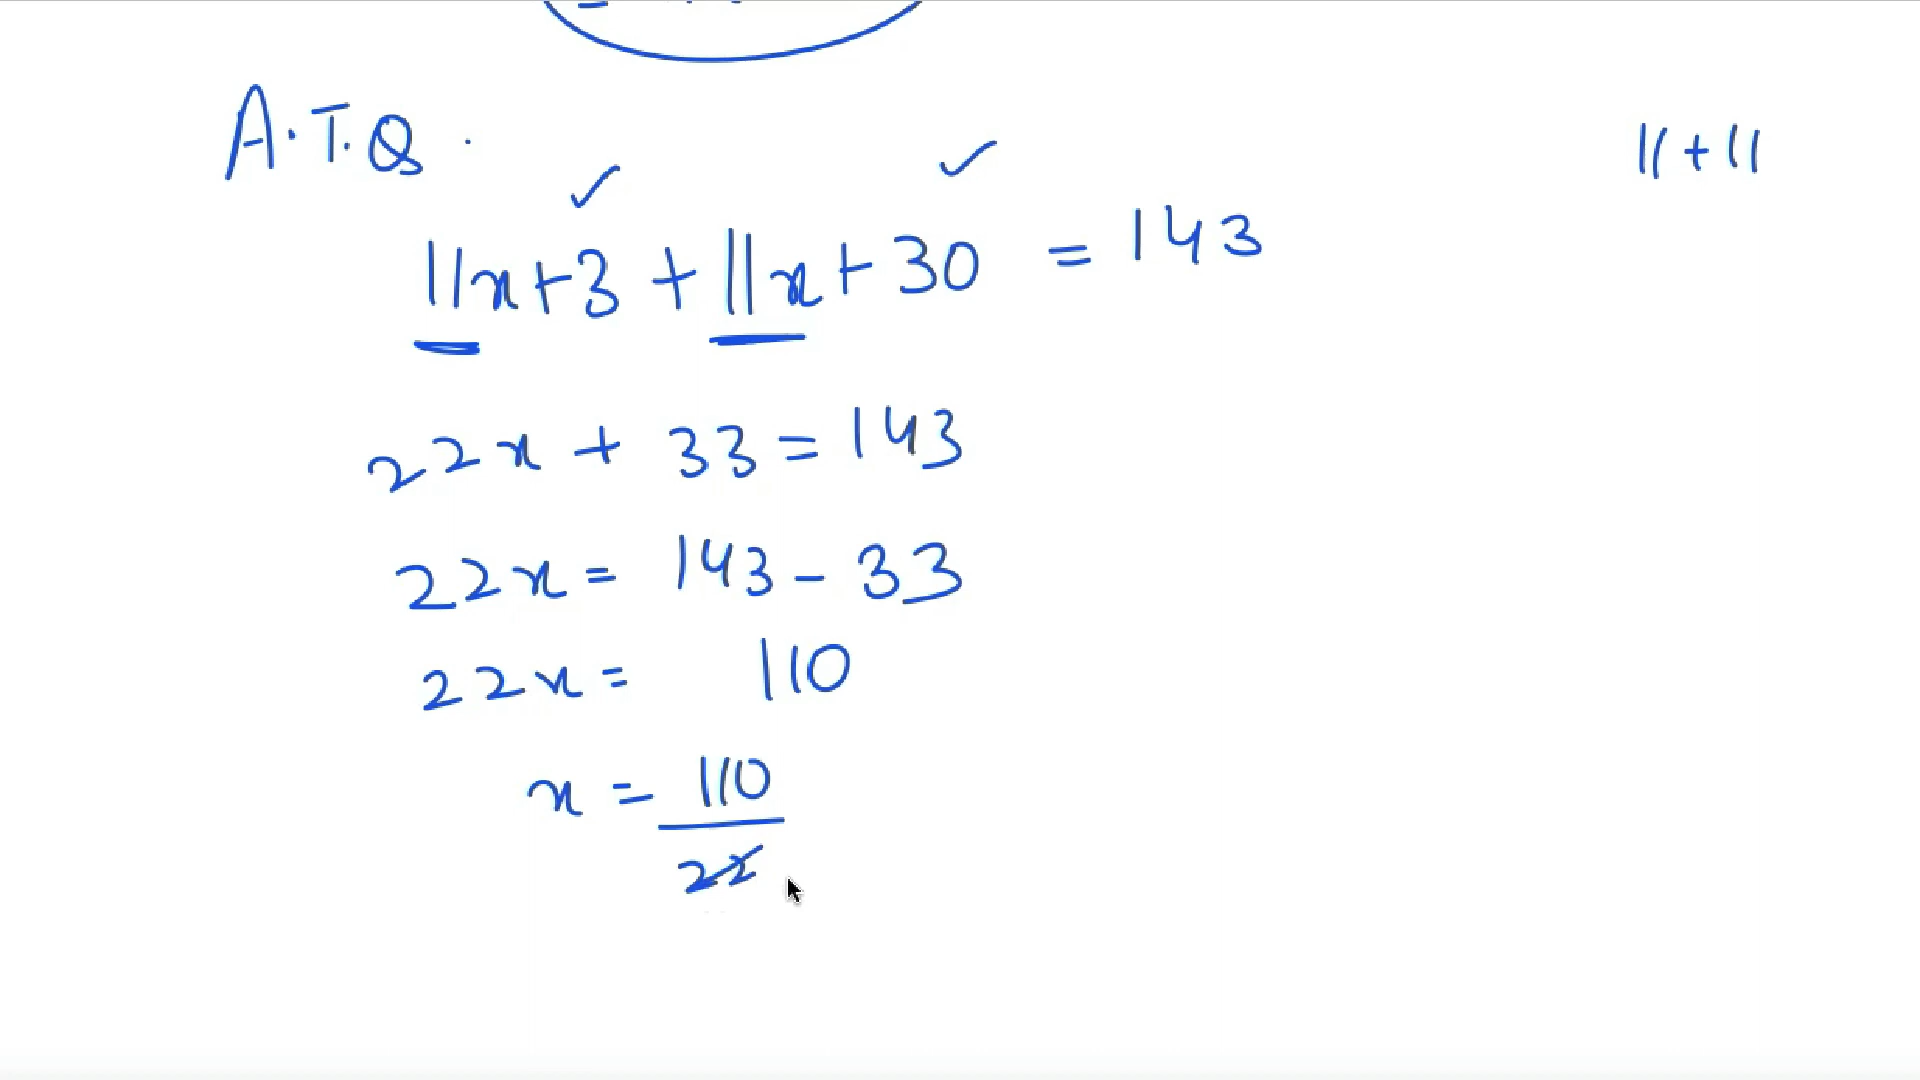 A.T.Q.
11+11
11x+3 + 11x+30 = 143
22x + 33 = 143
22x = 143 - 33
22x = 110
x = 110
22